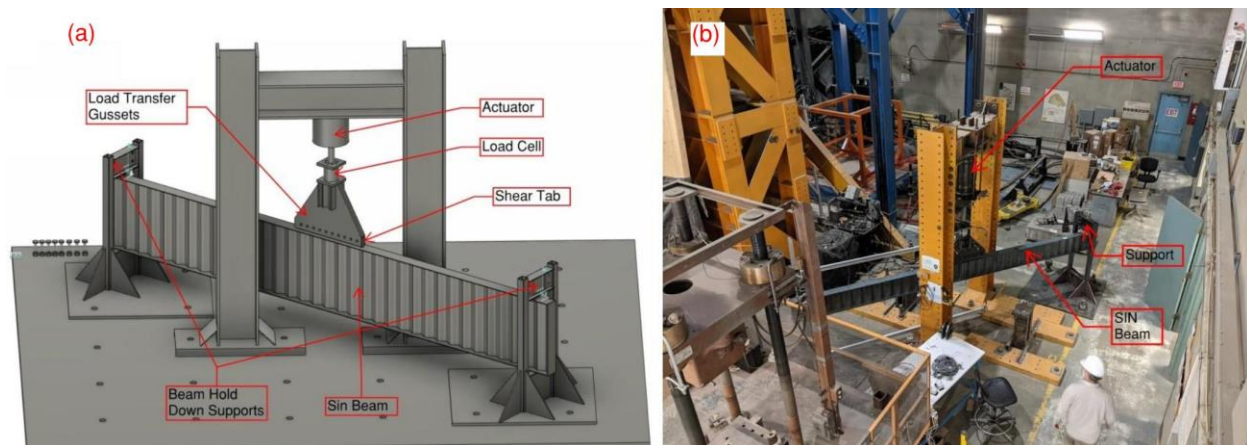 (a)
Load Transfer
Gussets
Actuator
Load Cell
Shear Tab
Beam Hold
Down Supports
Sin Beam
(b)
Actuator
Support
SIN
Beam